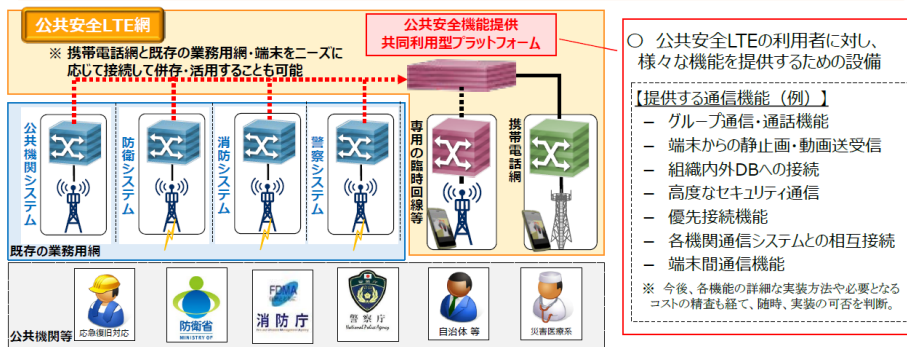 公共安全LTE網
※ 携帯電話網と既存の業務用網・端末をニーズに
応じて接続して併存・活用することも可能
公共安全機能提供
共同利用型プラットフォーム
公共機関システム
防衛システム
消防システム
警察システム
専用の臨時回線等
携帯電話網
既存の業務用網
公共機関等
応急復旧対応
防衛省
MINISTRY OF
FDMA
消防庁
警察庁
National Police Agency
自治体 等
災害医療系
○ 公共安全LTEの利用者に対し、
様々な機能を提供するための設備
【提供する通信機能（例）】
－ グループ通信・通話機能
－ 端末からの静止画・動画送受信
－ 組織内外DBへの接続
－ 高度なセキュリティ通信
－ 優先接続機能
－ 各機関通信システムとの相互接続
－ 端末間通信機能
※ 今後、各機能の詳細な実装方法や必要となる
コストの精査も経て、随時、実装の可否を判断。